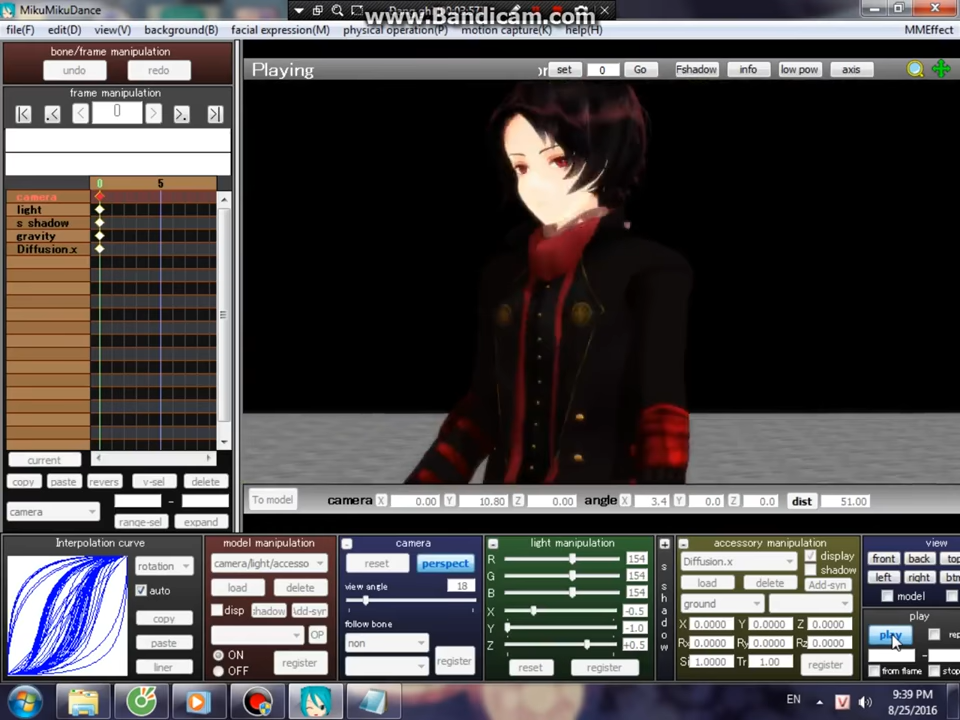 MikuMikuDance
www.Bandicam.com
file(F) edit(D) view(V) background(B) facial expression(M) physical operation(P) motion capture(K) help(H) MMEffect
bone/frame manipulation
undo redo
frame manipulation
0
Playing
set 0 Go Fshadow info low pow axis
0 5
camera
light
s shadow
gravity
Diffusion.x
current
copy paste revers v-sel delete
camera
range-sel expand
To model camera X 0.00 Y 10.80 Z 0.00 angle X 3.4 Y 0.0 Z 0.0 dist 51.00
Interpolation curve
rotation
auto
copy
paste
liner
model manipulation
camera/light/accesso
load delete
disp shadow Add-syn
OP
ON
OFF
register
camera
reset perspect
view angle 18
follow bone
non
register
light manipulation
R 154
G 154
B 154
X -0.5
Y -1.0
Z +0.5
reset register
s shadow
accessory manipulation
Diffusion.x display
shadow
load delete Add-syn
ground
X 0.0000 Y 0.0000 Z 0.0000
Rx 0.0000 Ry 0.0000 Rz 0.0000
Si 1.0000 Tr 1.00 register
view
front back top
left right btm
model
play
play rep
-
from flame stop
EN
9:39 PM
8/25/2016